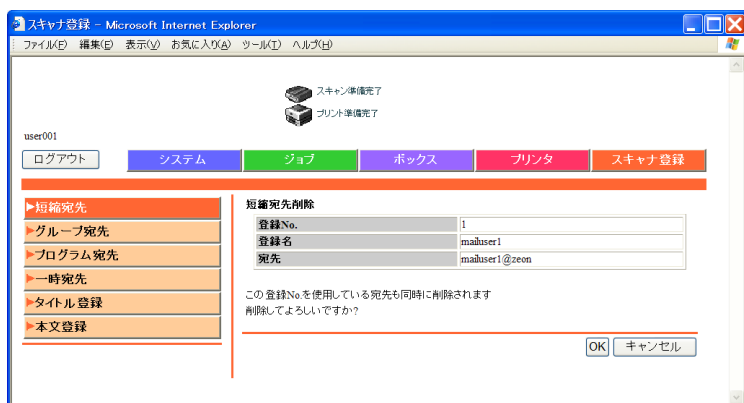 スキャナ登録 - Microsoft Internet Explorer
ファイル(F) 編集(E) 表示(V) お気に入り(A) ツール(T) ヘルプ(H)
スキャン準備完了
プリント準備完了
user001
ログアウト システム ジョブ ボックス プリンタ スキャナ登録
▶短縮宛先
▶グループ宛先
▶プログラム宛先
▶一時宛先
▶タイトル登録
▶本文登録
短縮宛先削除
登録No. 1
登録名 mailuser1
宛先 mailuser1@zeon
この登録No.を使用している宛先も同時に削除されます
削除してよろしいですか?
OK キャンセル